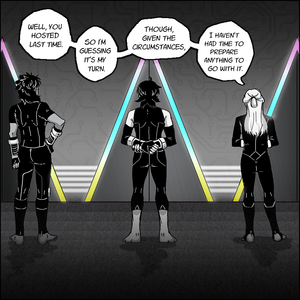 WELL, YOU
HOSTED
LAST TIME.
SO I'M
GUESSING
IT'S MY
TURN.
THOUGH,
GIVEN THE
CIRCUMSTANCES,
I HAVEN'T
HAD TIME TO
PREPARE
ANYTHING TO
GO WITH IT.